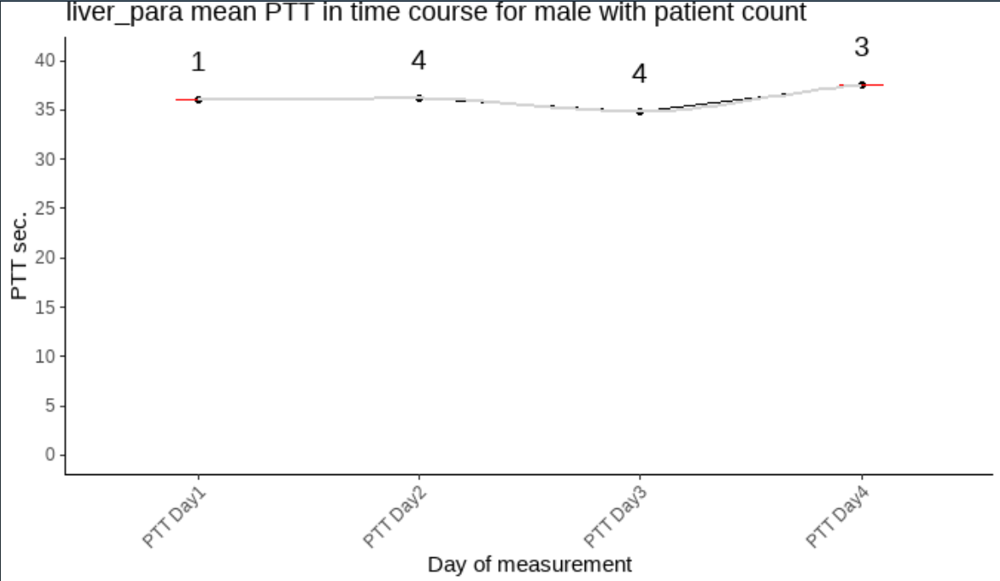 liver_para mean PTT in time course for male with patient count
40
35
30
25
20
15
10
5
0
PTT sec.
1
4
4
3
PTT Day1
PTT Day2
PTT Day3
PTT Day4
Day of measurement